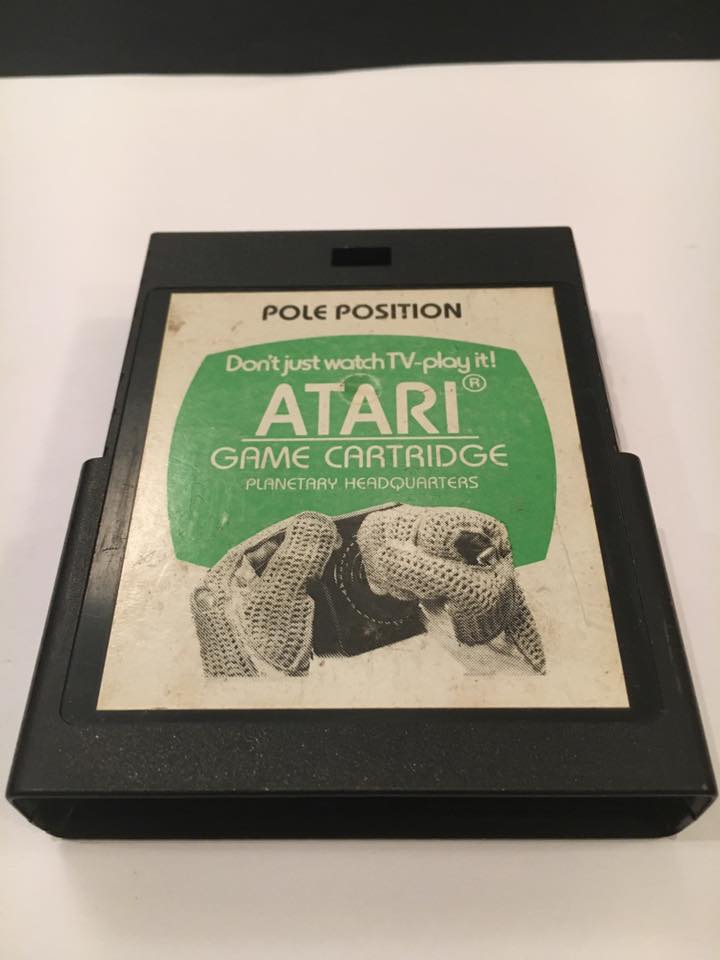 POLE POSITION
Don't just watch TV-play it!
ATARI®
GAME CARTRIDGE
PLANETARY HEADQUARTERS